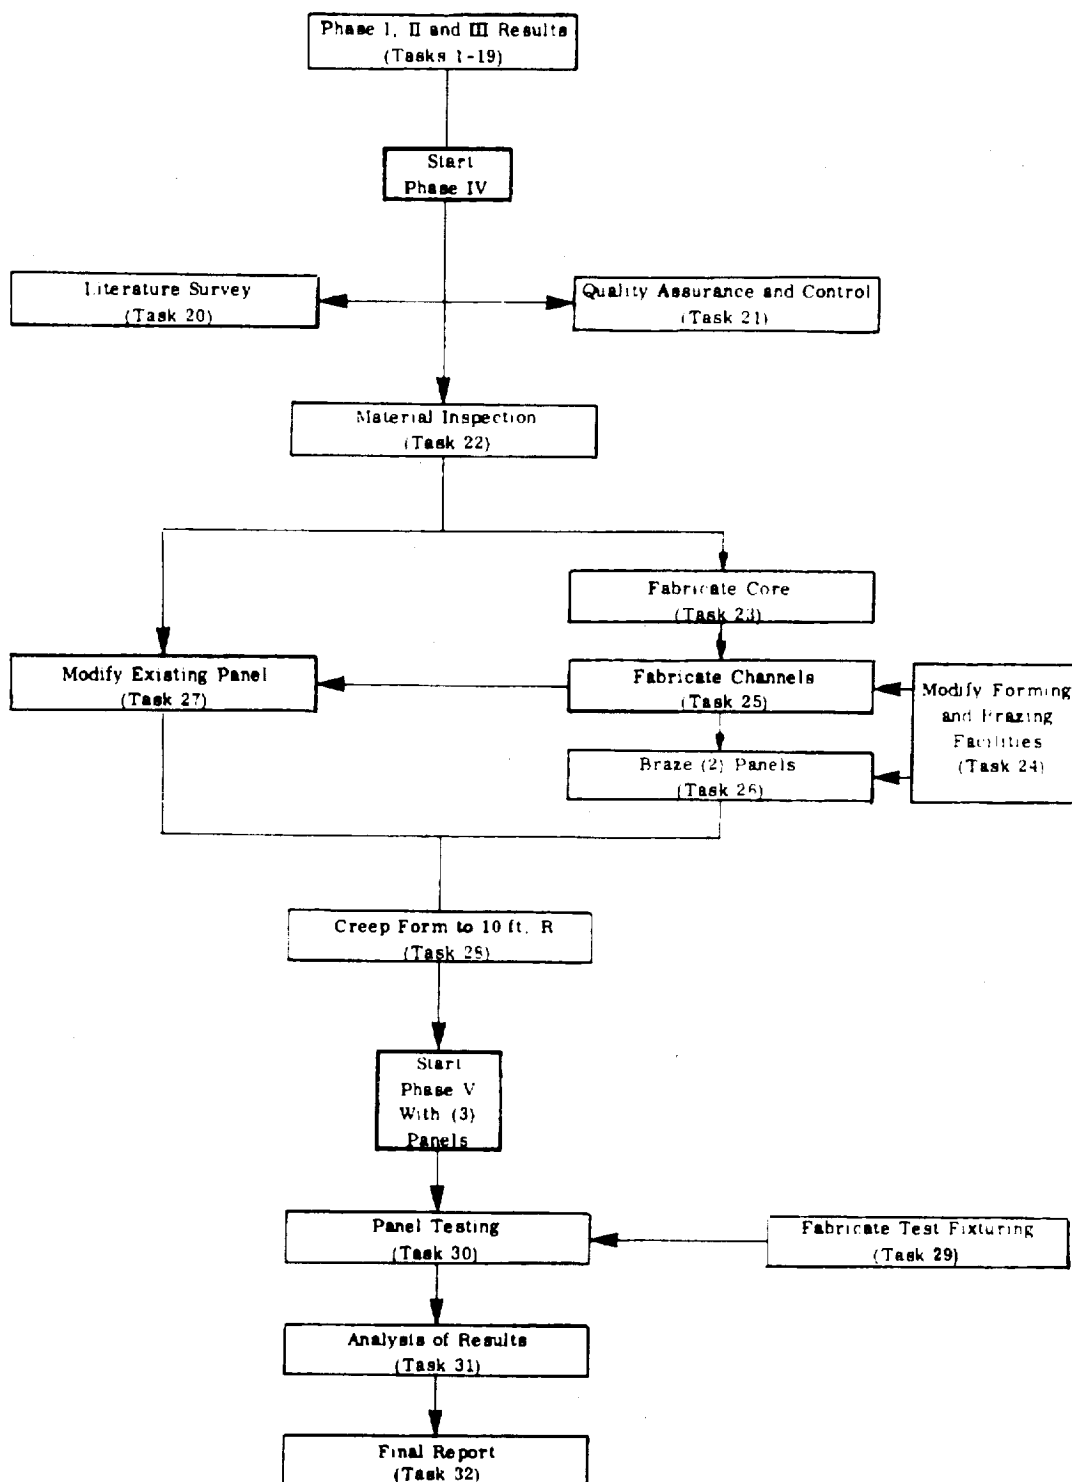 Phase I, II and III Results
(Tasks 1-19)
Start
Phase IV
Literature Survey
(Task 20)
Quality Assurance and Control
(Task 21)
Material Inspection
(Task 22)
Fabricate Core
(Task 23)
Modify Existing Panel
(Task 27)
Fabricate Channels
(Task 25)
Modify Forming
and Brazing
Facilities
(Task 24)
Braze (2) Panels
(Task 26)
Creep Form to 10 ft. R
(Task 28)
Start
Phase V
With (3)
Panels
Panel Testing
(Task 30)
Fabricate Test Fixturing
(Task 29)
Analysis of Results
(Task 31)
Final Report
(Task 32)